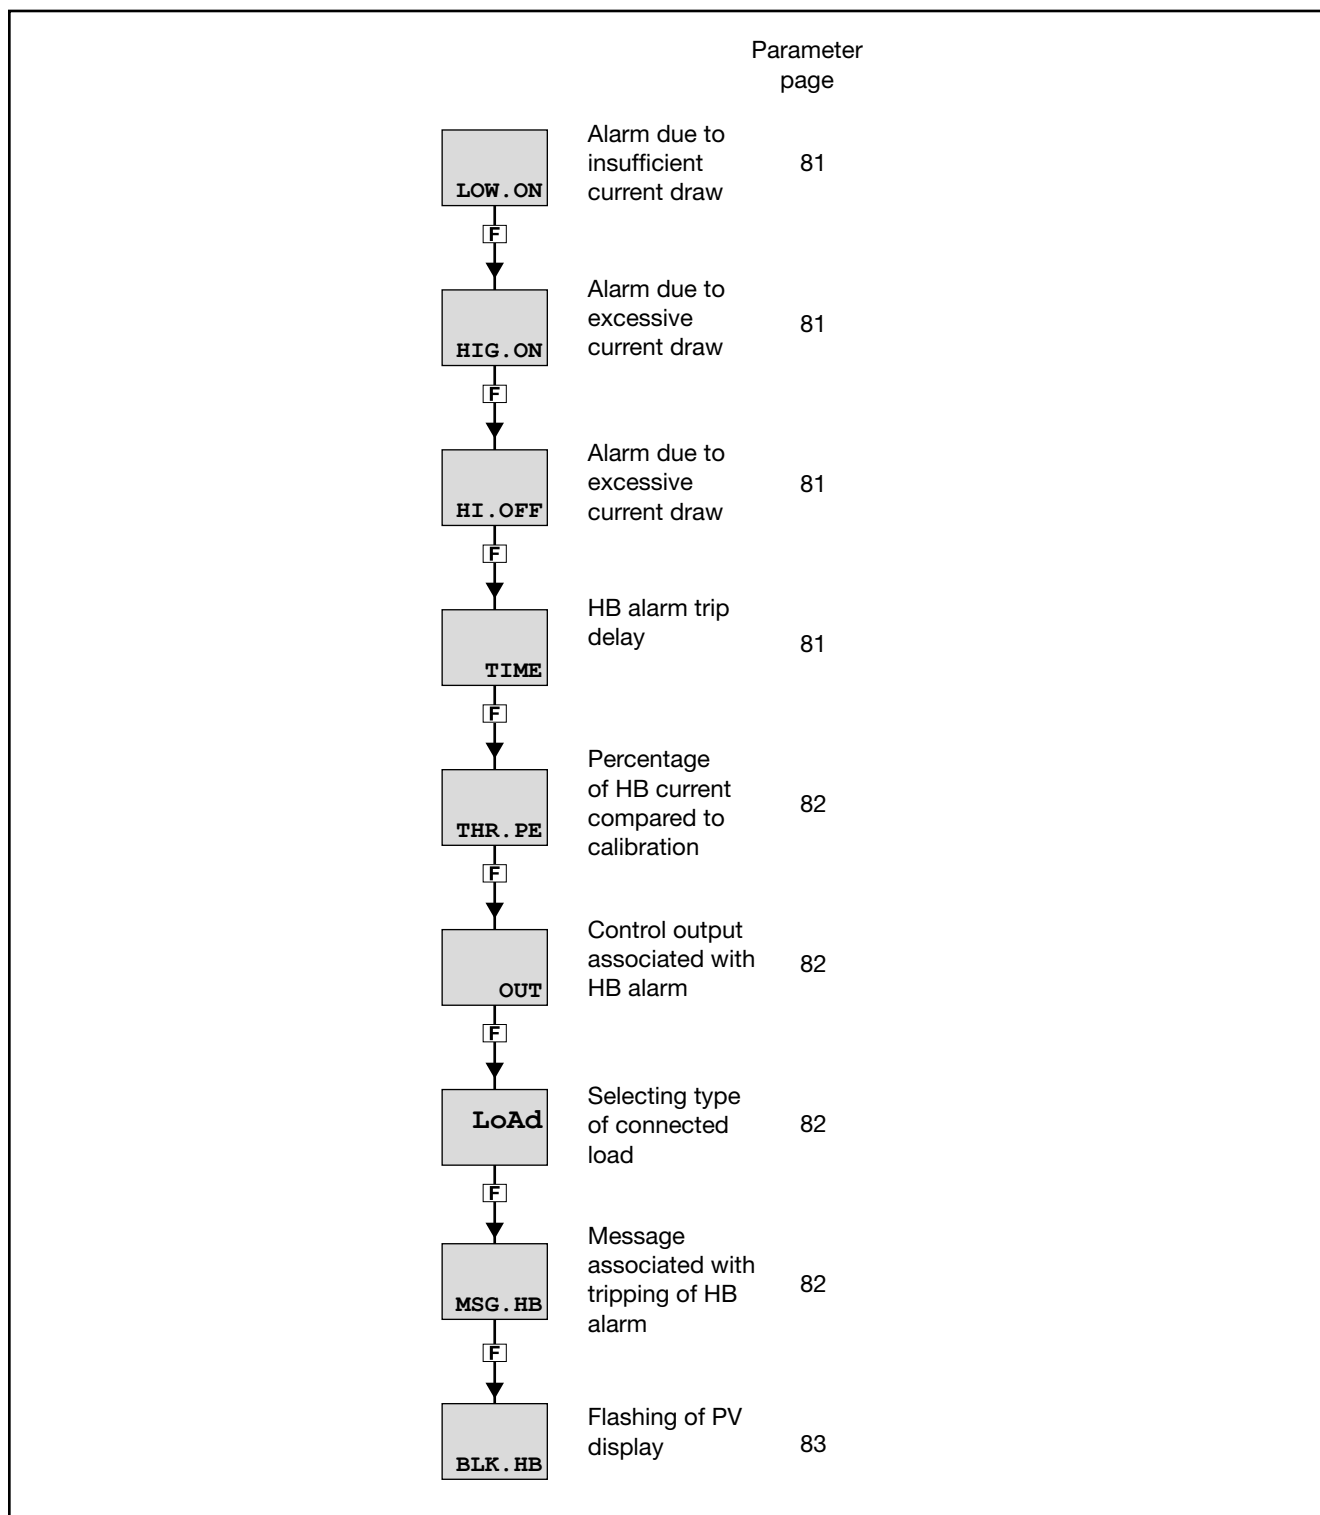 Parameter
page
Alarm due to
insufficient
current draw
81
LOW.ON
F
Alarm due to
excessive
current draw
81
HIG.ON
F
Alarm due to
excessive
current draw
81
HI.OFF
F
HB alarm trip
delay
81
TIME
F
Percentage
of HB current
compared to
calibration
82
THR.PE
F
Control output
associated with
HB alarm
82
OUT
F
Selecting type
of connected
load
82
LoAd
F
Message
associated with
tripping of HB
alarm
82
MSG.HB
F
Flashing of PV
display
83
BLK.HB